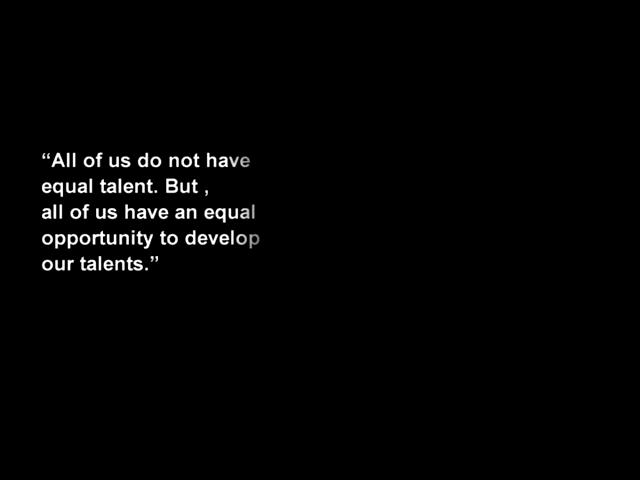 “All of us do not have
equal talent. But ,
all of us have an equal
opportunity to develop
our talents.”